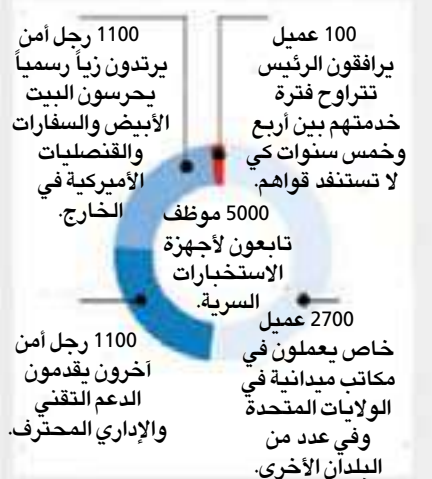 100 عميل
يرافقون الرئيس
تتراوح فترة
خدمتهم بين أربع
وخمس سنوات كي
لا تستنفد قواهم.
1100 رجل أمن
يرتدون زياً رسمياً
يحرسون البيت
الأبيض والسفارات
والقنصليات
الأميركية في
الخارج.
5000 موظف
تابعون لأجهزة
الاستخبارات
السرية.
2700 عميل
خاص يعملون في
مكاتب ميدانية في
الولايات المتحدة
وفي عدد من
البلدان الأخرى.
1100 رجل أمن
آخرون يقدمون
الدعم التقني
والإداري المحترف.